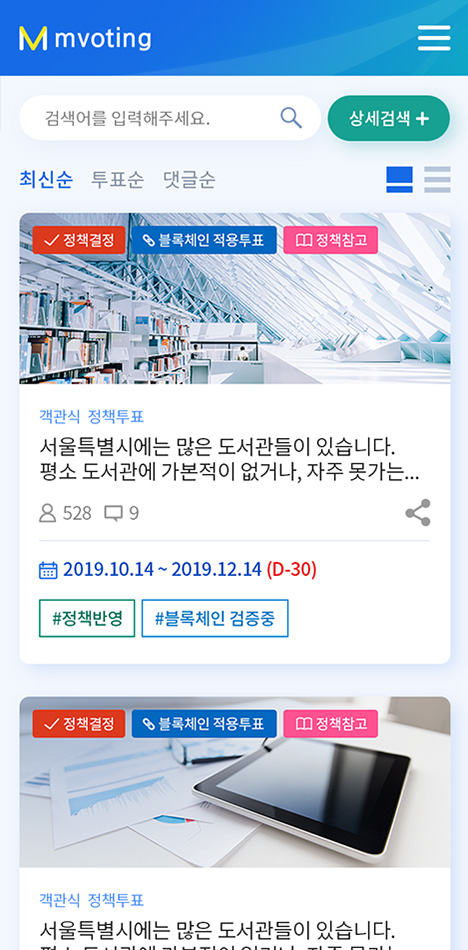 mvoting
검색어를 입력해주세요.
상세검색 +
최신순 투표순 댓글순
정책결정 블록체인 적용투표 정책참고
객관식 정책투표
서울특별시에는 많은 도서관들이 있습니다.
평소 도서관에 가본적이 없거나, 자주 못가는...
528 9
2019.10.14 ~ 2019.12.14 (D-30)
#정책반영 #블록체인 검증중
정책결정 블록체인 적용투표 정책참고
객관식 정책투표
서울특별시에는 많은 도서관들이 있습니다.